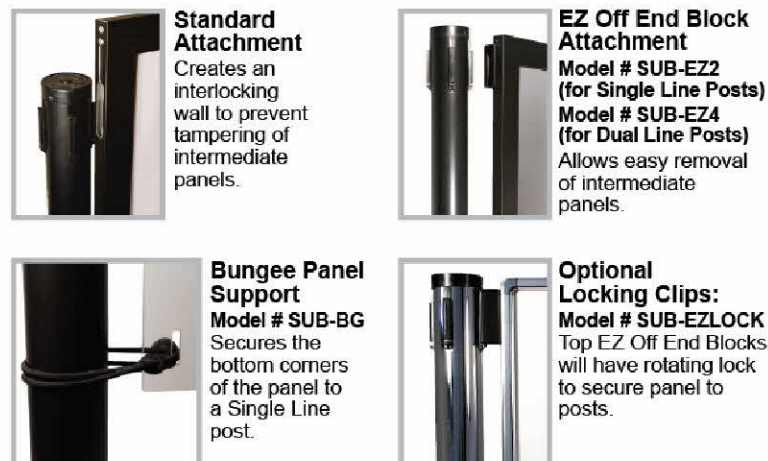 Standard
Attachment
Creates an
interlocking
wall to prevent
tampering of
intermediate
panels.
EZ Off End Block
Attachment
Model # SUB-EZ2
(for Single Line Posts)
Model # SUB-EZ4
(for Dual Line Posts)
Allows easy removal
of intermediate
panels.
Bungee Panel
Support
Model # SUB-BG
Secures the
bottom corners
of the panel to
a Single Line
post.
Optional
Locking Clips:
Model # SUB-EZLOCK
Top EZ Off End Blocks
will have rotating lock
to secure panel to
posts.